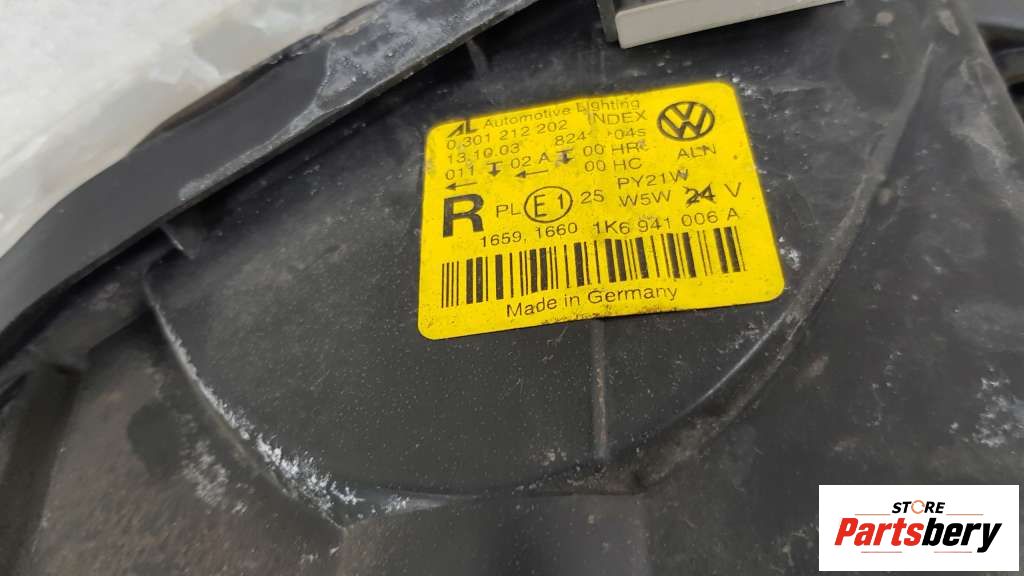 AL Automotive Lighting
0 301 212 202 INDEX
13.10.03 824 04s
011 02 A 00 HR
00 HC ALN
R PL E1 25 PY21W
W5W 24 V
1659, 1660 1K6 941 006 A
Made in Germany
STORE
Partsbery